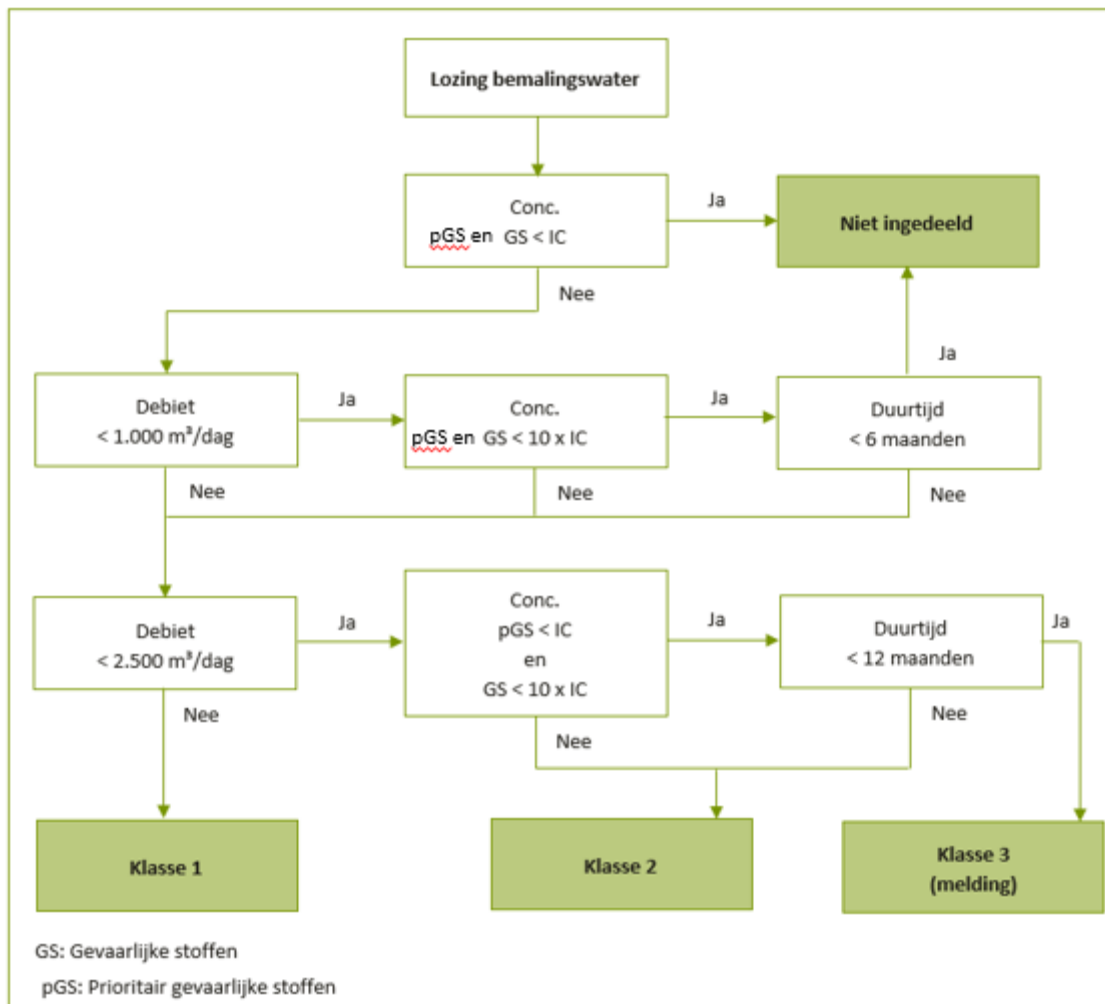 Lozing bemalingswater
Conc.
pGS en GS < IC
Ja
Niet ingedeeld
Nee
Ja
Debiet
< 1.000 m³/dag
Ja
Conc.
pGS en GS < 10 x IC
Ja
Duurtijd
< 6 maanden
Nee
Nee
Nee
Debiet
< 2.500 m³/dag
Ja
Conc.
pGS < IC
en
GS < 10 x IC
Ja
Duurtijd
< 12 maanden
Ja
Nee
Nee
Nee
Klasse 1
Klasse 2
Klasse 3
(melding)
GS: Gevaarlijke stoffen
pGS: Prioritair gevaarlijke stoffen